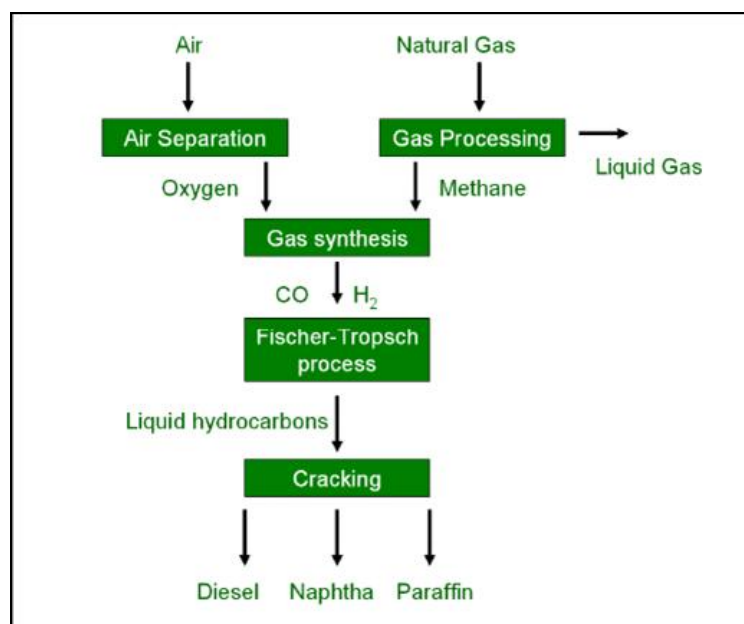 Air
Natural Gas
Air Separation
Gas Processing
Liquid Gas
Oxygen
Methane
Gas synthesis
CO
H₂
Fischer-Tropsch
process
Liquid hydrocarbons
Cracking
Diesel
Naphtha
Paraffin